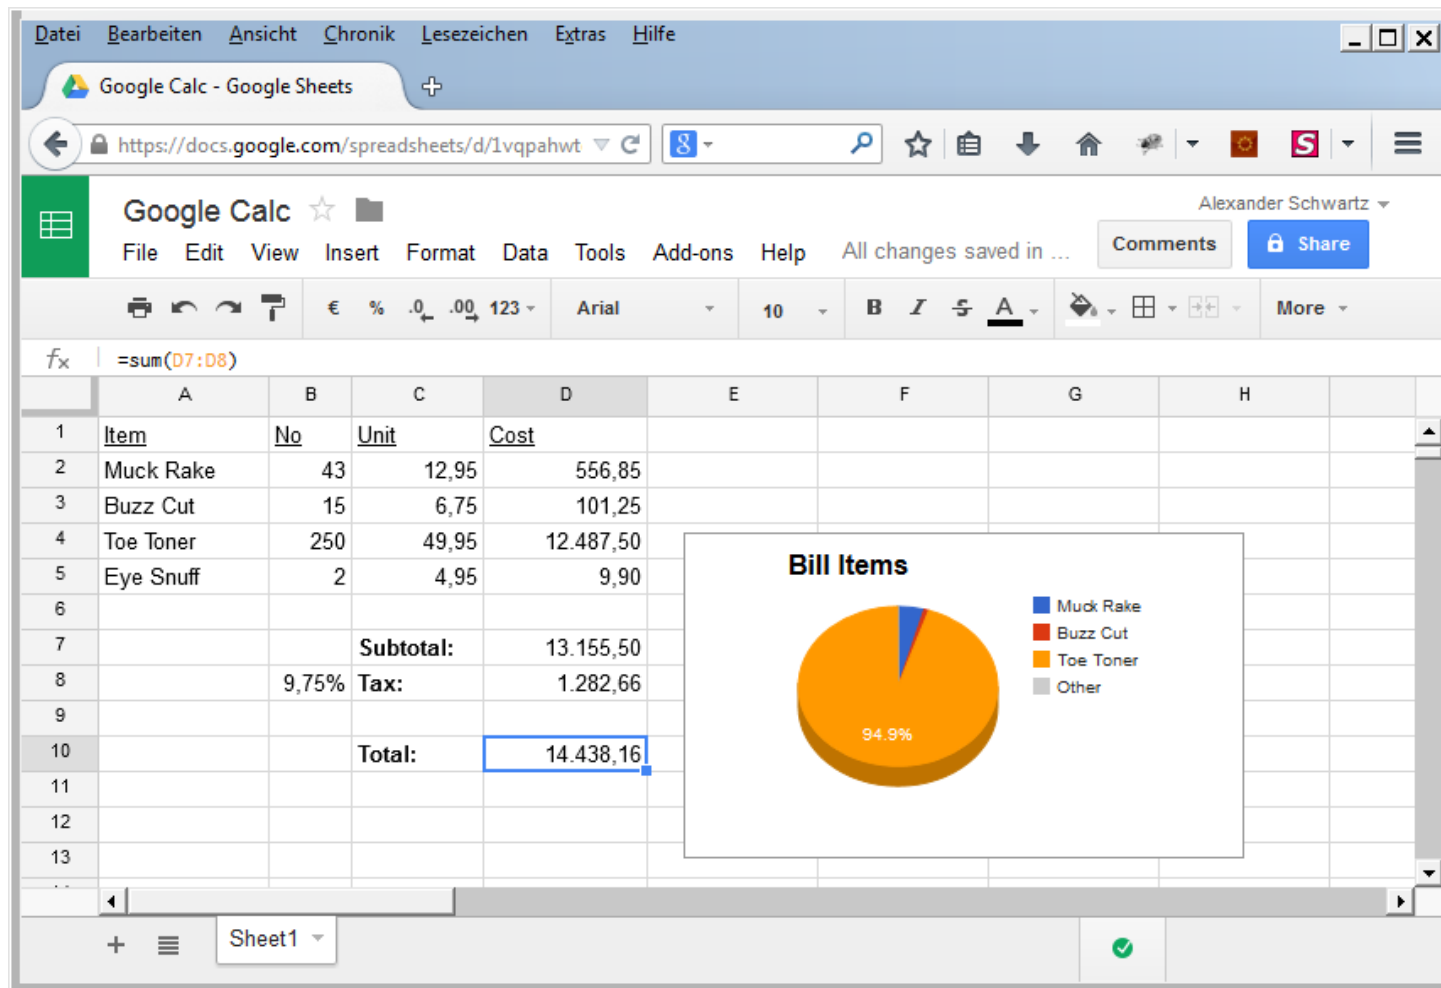 Datei Bearbeiten Ansicht Chronik Lesezeichen Extras Hilfe
Google Calc - Google Sheets
https://docs.google.com/spreadsheets/d/1vqpahwt 8
Google Calc
Alexander Schwartz
File Edit View Insert Format Data Tools Add-ons Help All changes saved in ... Comments Share
€ % .0 .00 123 Arial 10 B I S A More
fx =sum(D7:D8)
A B C D E F G H
1 Item No Unit Cost
2 Muck Rake 43 12,95 556,85
3 Buzz Cut 15 6,75 101,25
4 Toe Toner 250 49,95 12.487,50
5 Eye Snuff 2 4,95 9,90
6
7 Subtotal: 13.155,50
8 9,75% Tax: 1.282,66
9
10 Total: 14.438,16
11
12
13
Bill Items
Muck Rake
Buzz Cut
Toe Toner
Other
94.9%
Sheet1